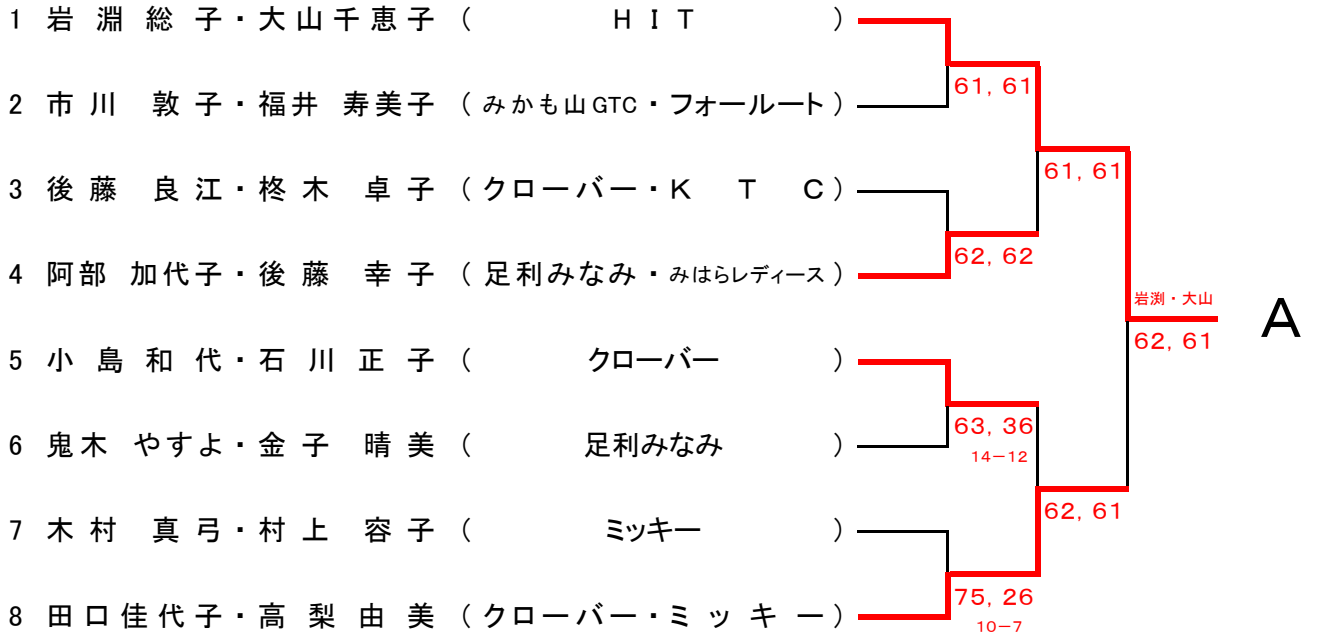 1 岩淵総子・大山千恵子 ( HIT )
61, 61
2 市川 敦子・福井 寿美子 ( みかも山GTC・フォールート )
61, 61
3 後藤 良江・柊木 卓子 ( クローバー・KTC )
62, 62
4 阿部 加代子・後藤 幸子 ( 足利みなみ・みはらレディース )
岩渕・大山
A
62, 61
5 小島和代・石川正子 ( クローバー )
63, 36
14-12
6 鬼木 やすよ・金子 晴美 ( 足利みなみ )
62, 61
7 木村 真弓・村上 容子 ( ミッキー )
75, 26
10-7
8 田口佳代子・高梨由美 ( クローバー・ミッキー )